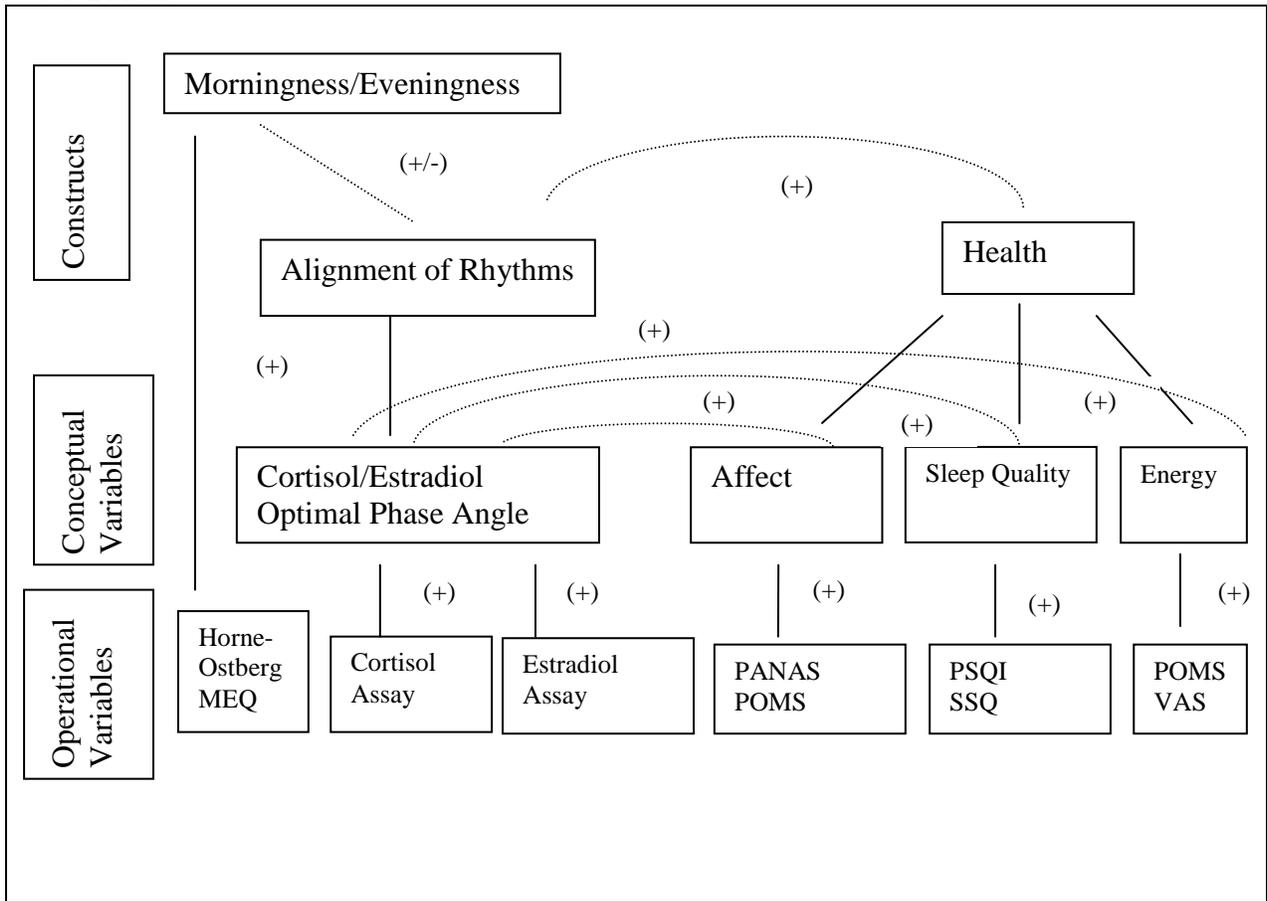 Constructs
Morningness/Eveningness
(+/-)
(+)
Alignment of Rhythms
Health
(+)
(+)
Conceptual
Variables
(+)
(+)
(+)
Cortisol/Estradiol
Optimal Phase Angle
Affect
Sleep Quality
Energy
Operational
Variables
(+)
(+)
(+)
(+)
(+)
Horne-
Ostberg
MEQ
Cortisol
Assay
Estradiol
Assay
PANAS
POMS
PSQI
SSQ
POMS
VAS